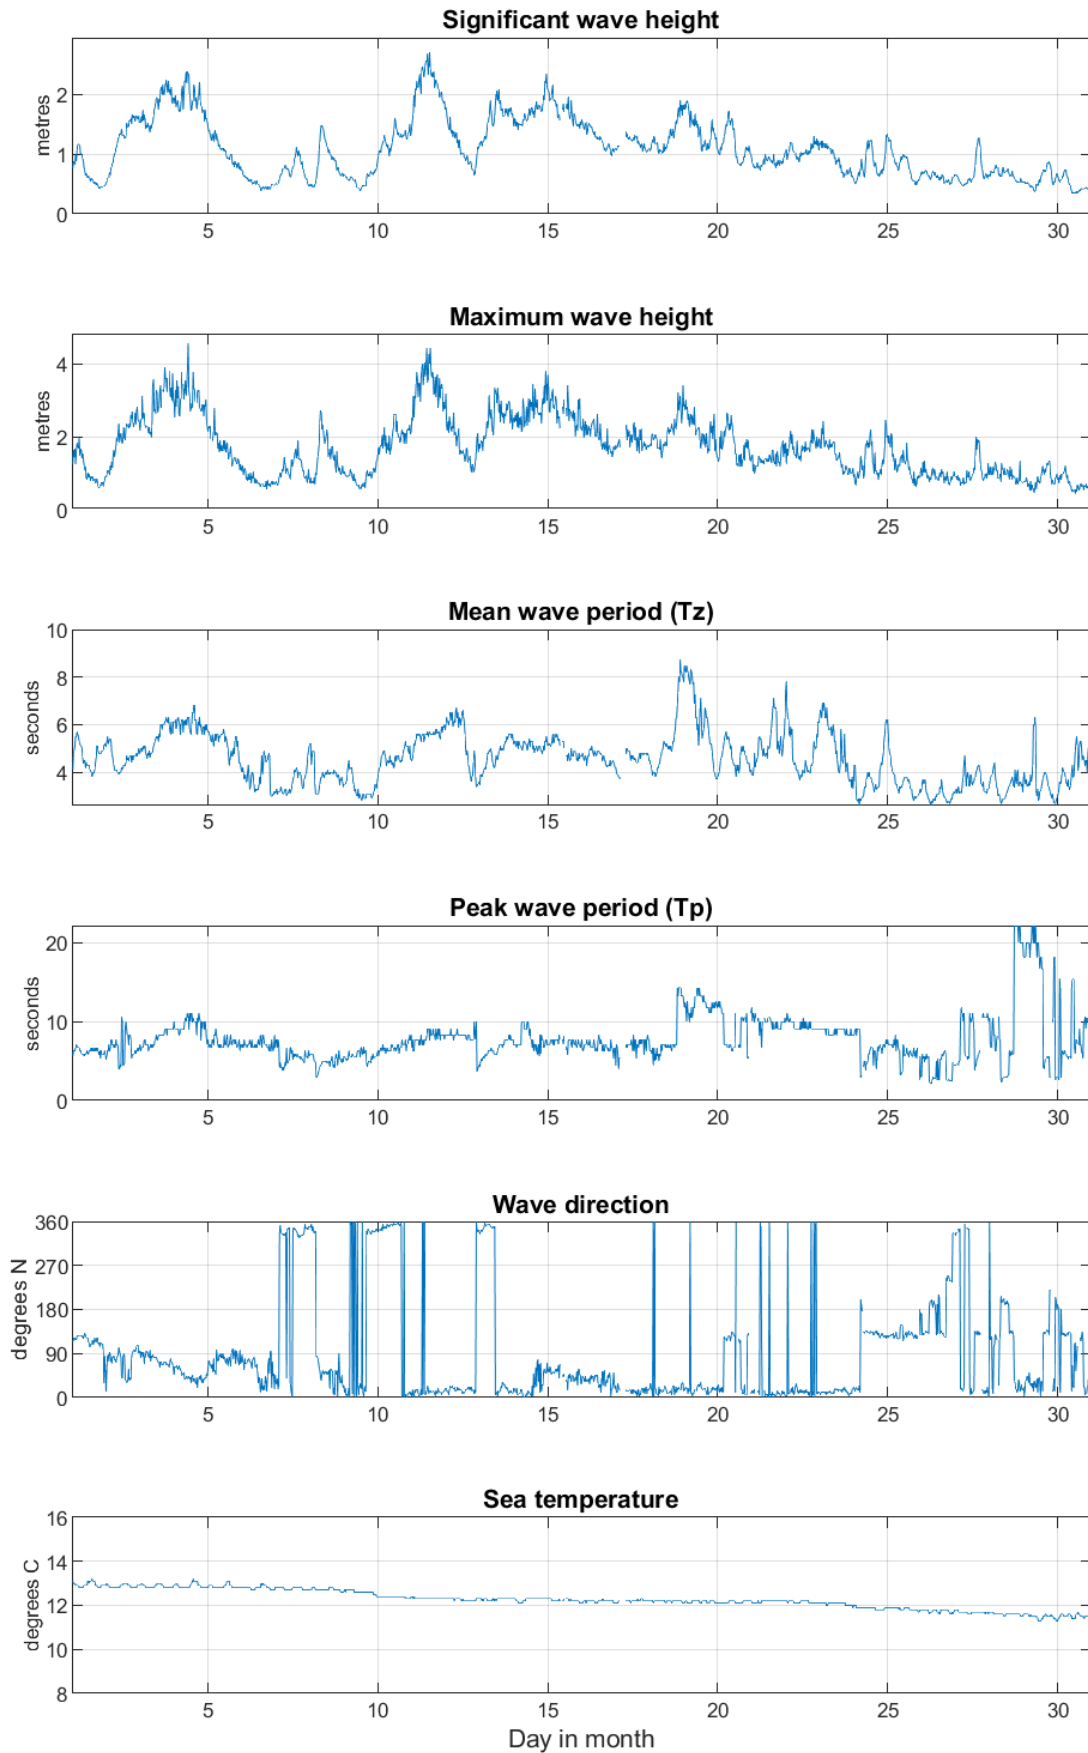 Significant wave height
metres
2
1
0
5 10 15 20 25 30
Maximum wave height
metres
4
2
0
5 10 15 20 25 30
Mean wave period (Tz)
seconds
10
8
6
4
5 10 15 20 25 30
Peak wave period (Tp)
seconds
20
10
0
5 10 15 20 25 30
Wave direction
degrees N
360
270
180
90
0
5 10 15 20 25 30
Sea temperature
degrees C
16
14
12
10
8
5 10 15 20 25 30
Day in month